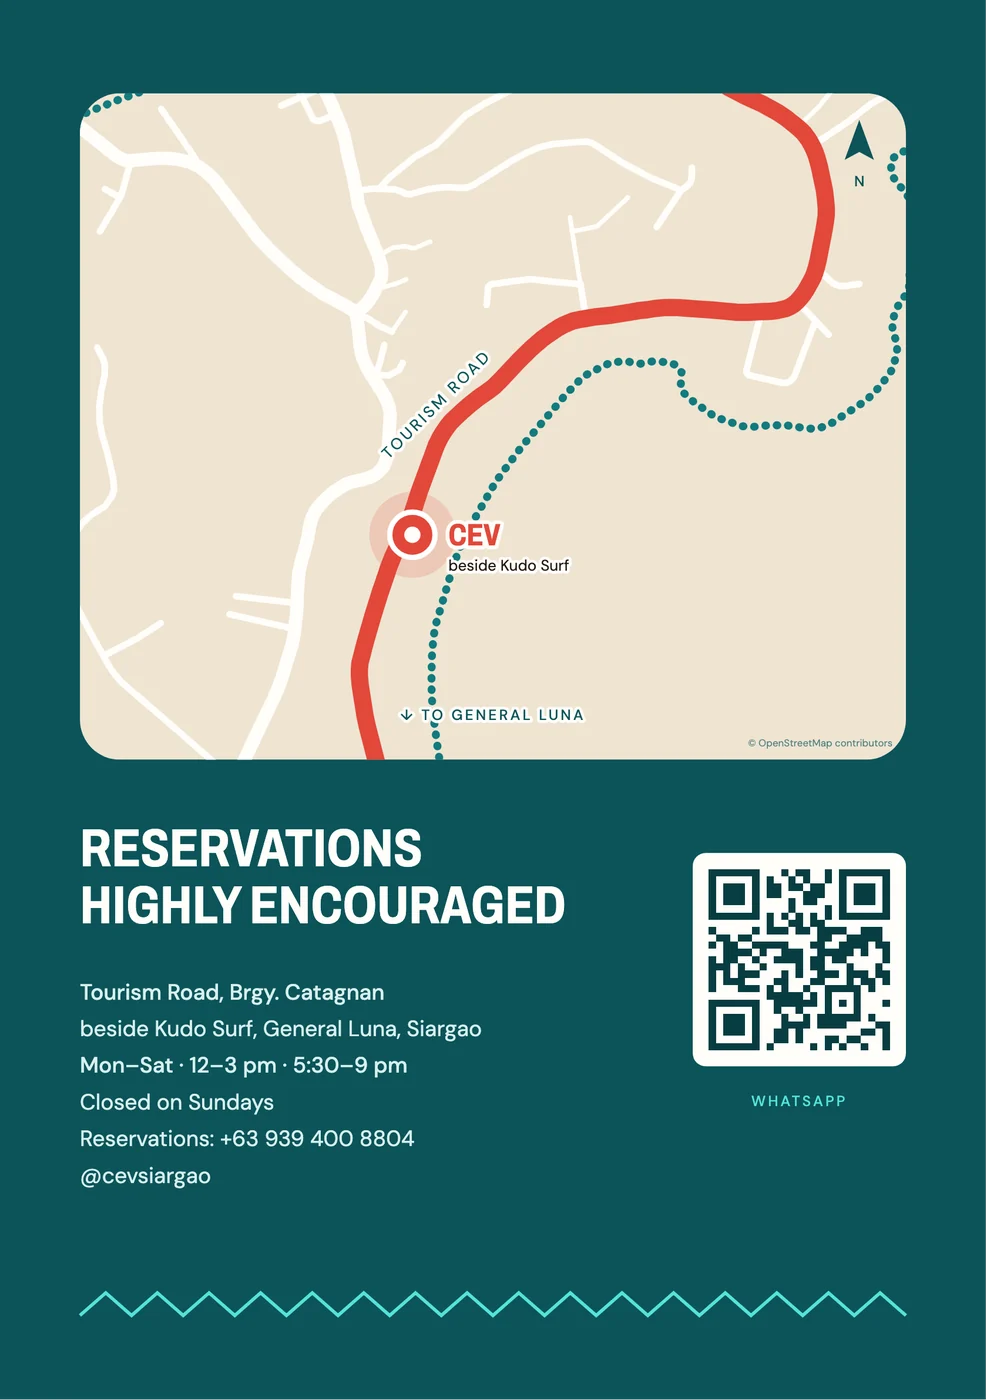 N
TOURISM ROAD
CEV
beside Kudo Surf
↓ TO GENERAL LUNA
© OpenStreetMap contributors
RESERVATIONS
HIGHLY ENCOURAGED
Tourism Road, Brgy. Catagnan
beside Kudo Surf, General Luna, Siargao
Mon–Sat · 12–3 pm · 5:30–9 pm
Closed on Sundays
Reservations: +63 939 400 8804
@cevsiargao
WHATSAPP